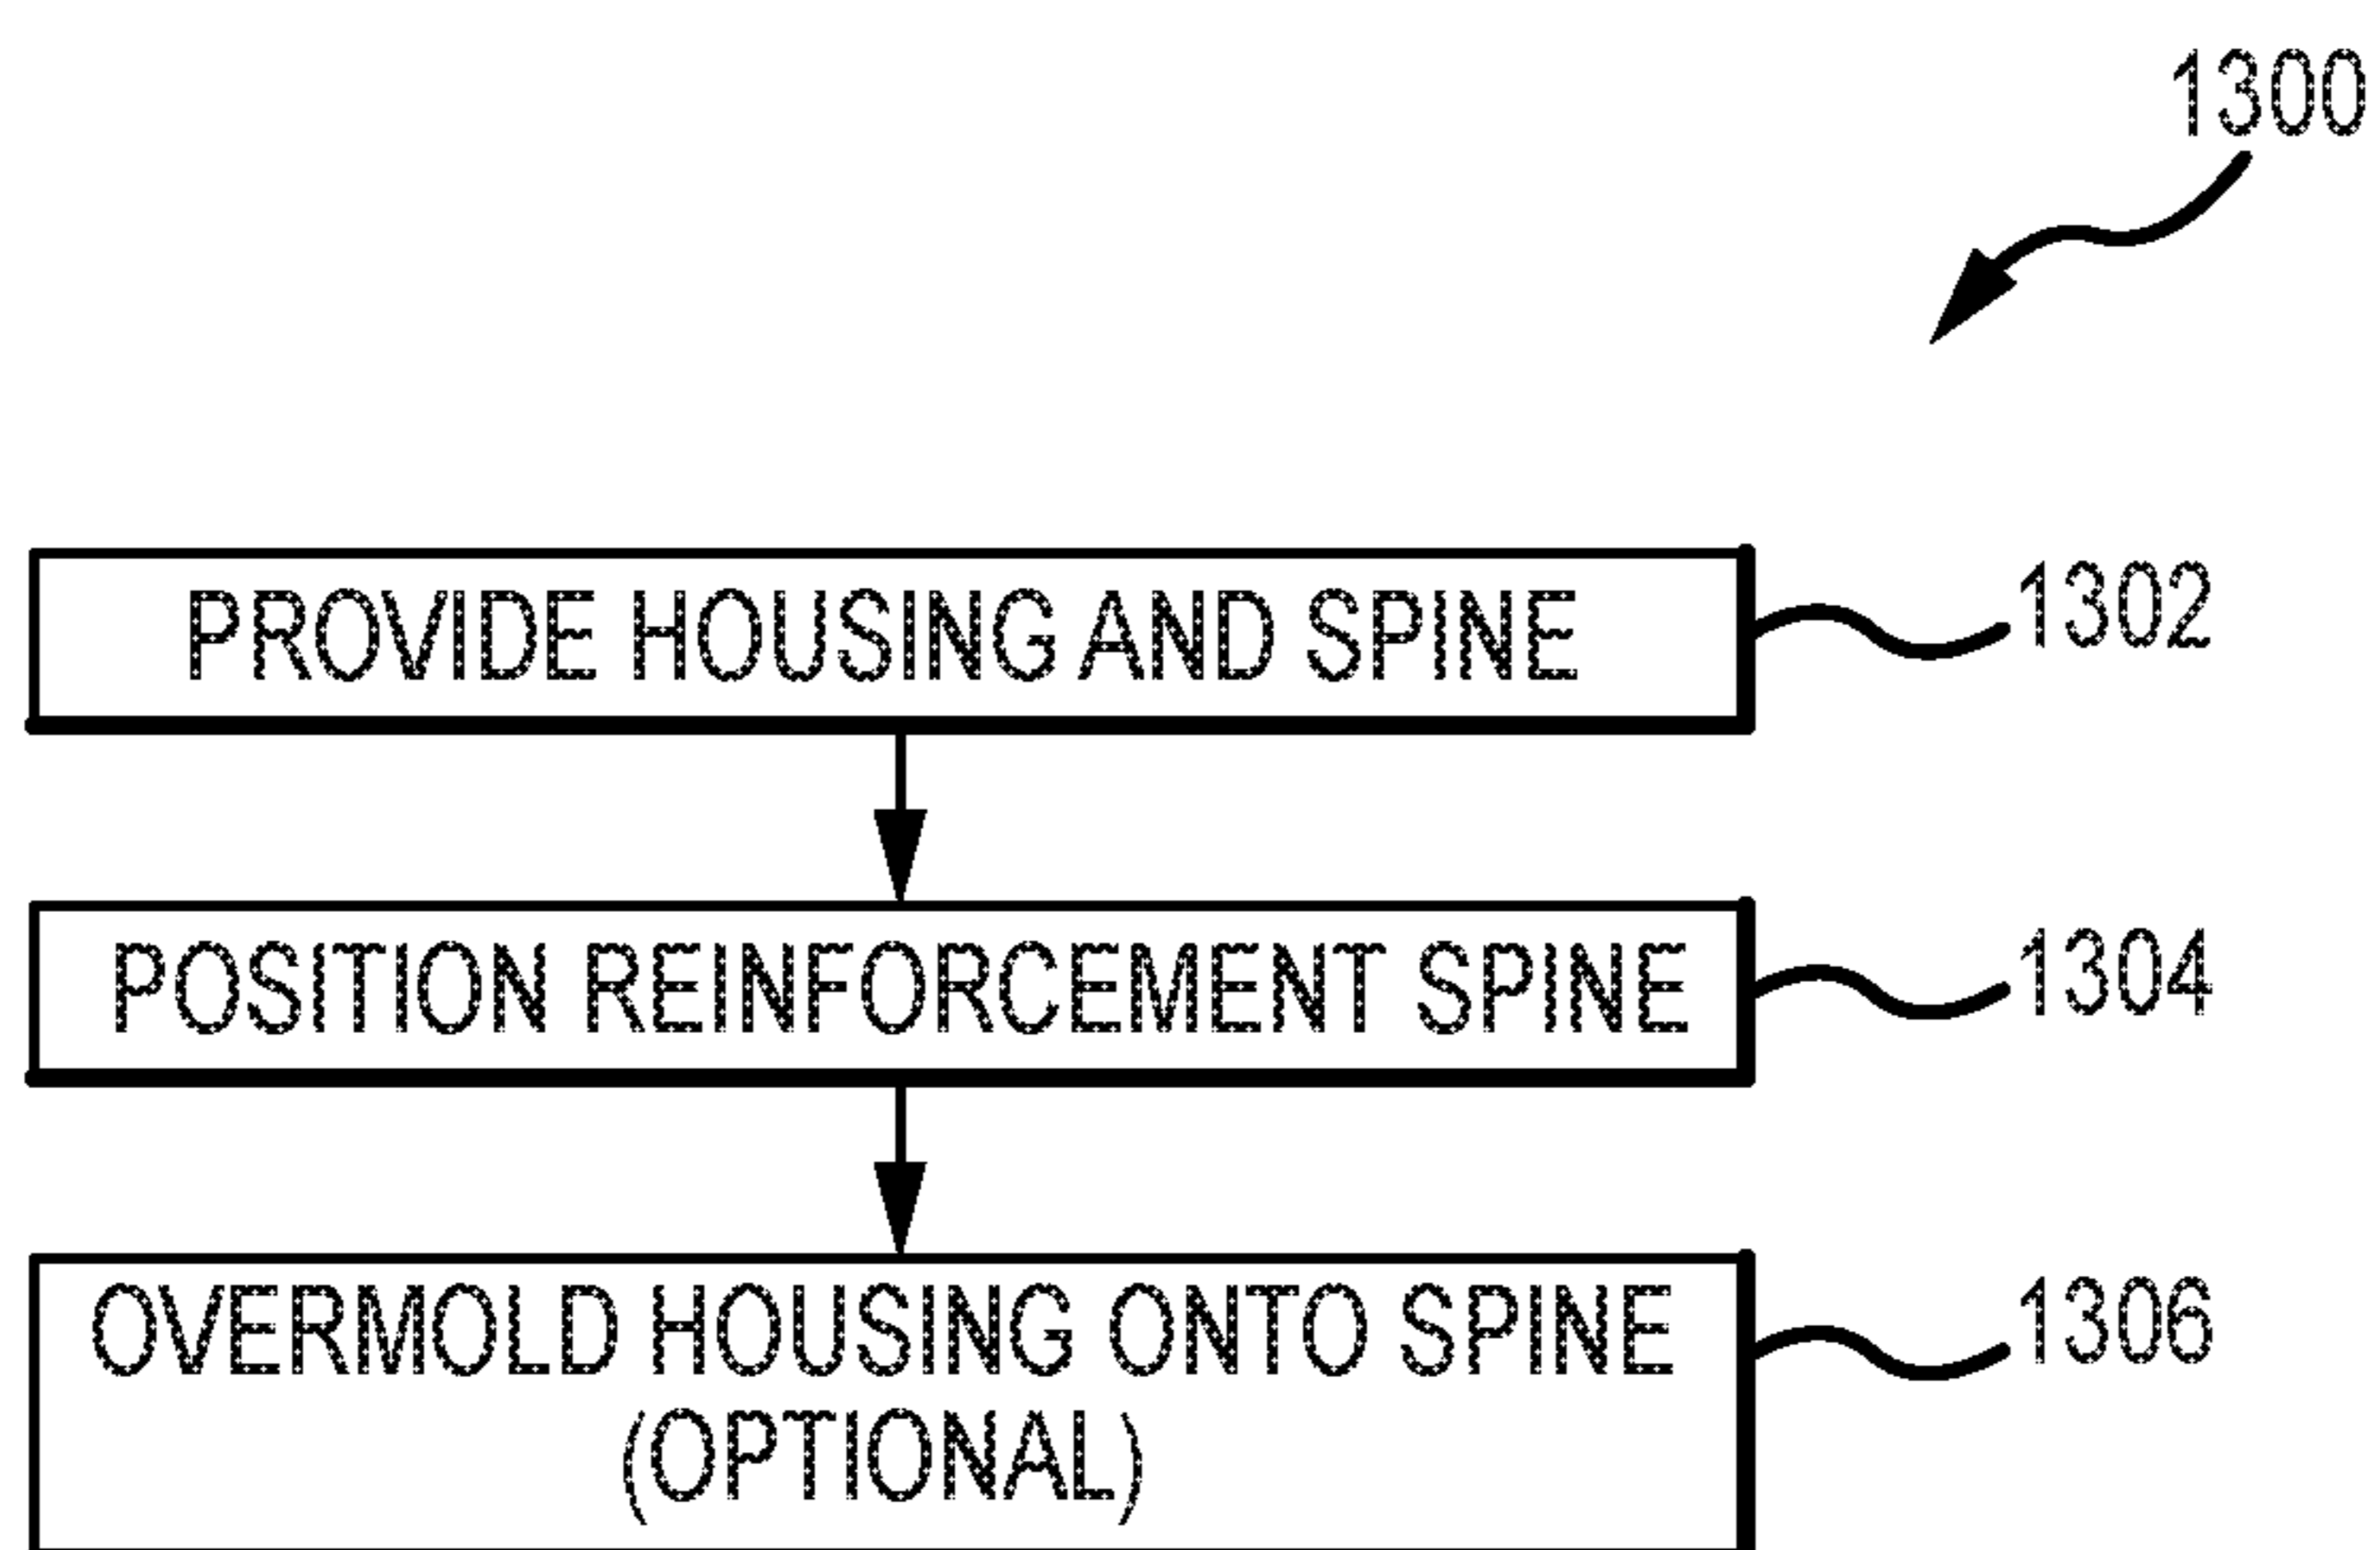 1300
PROVIDE HOUSING AND SPINE
1302
POSITION REINFORCEMENT SPINE
1304
OVERMOLD HOUSING ONTO SPINE
(OPTIONAL)
1306